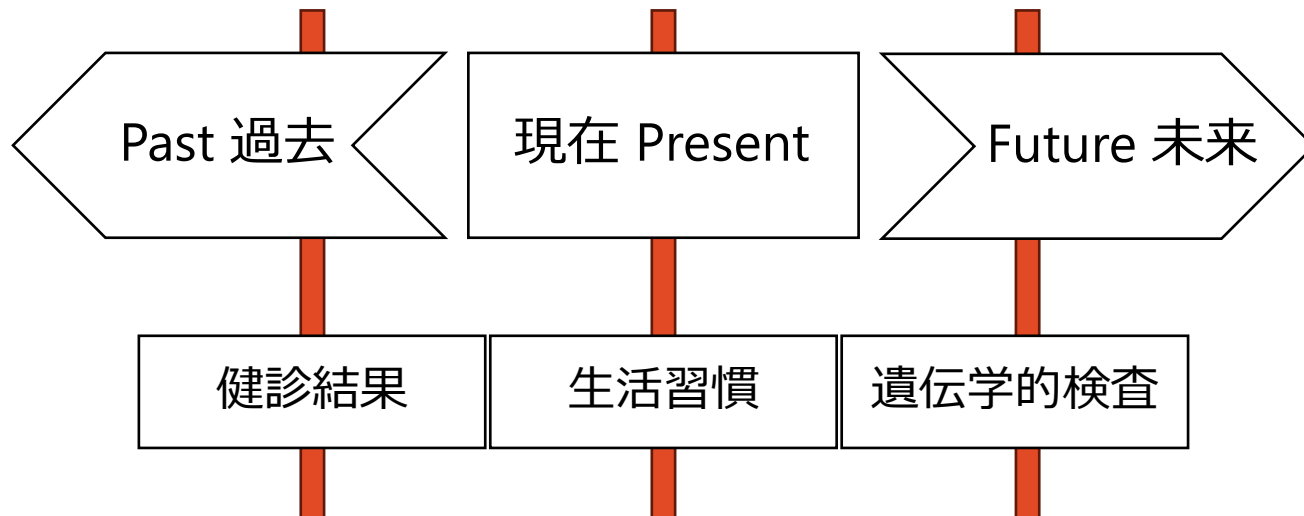 Past 過去
現在 Present
Future 未来
健診結果
生活習慣
遺伝学的検査